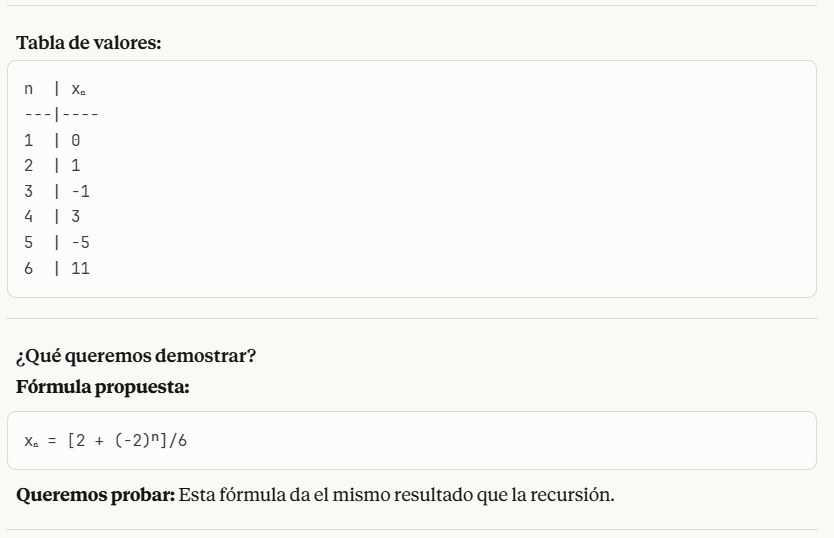 Tabla de valores:
n  | xₙ
---|----
1  | 0
2  | 1
3  | -1
4  | 3
5  | -5
6  | 11
¿Qué queremos demostrar?
Fórmula propuesta:
xₙ = [2 + (-2)ⁿ]/6
Queremos probar: Esta fórmula da el mismo resultado que la recursión.